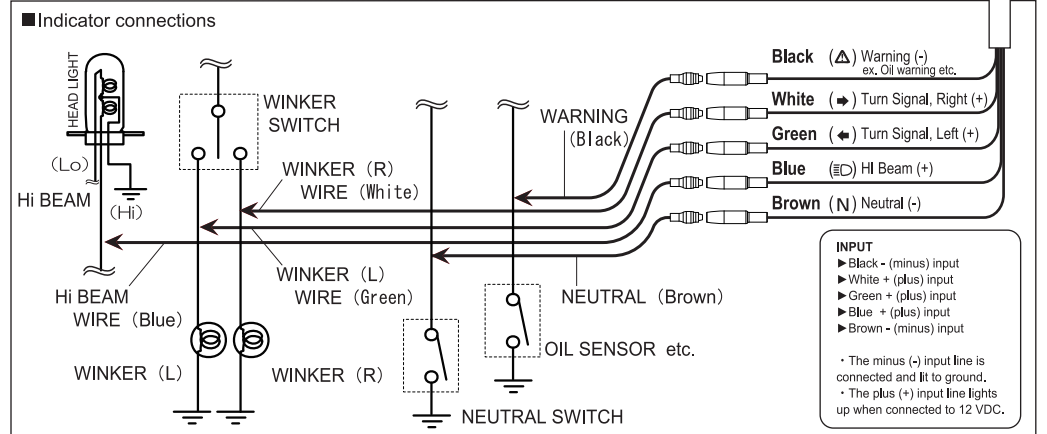 ■Indicator connections
HEAD LIGHT
(Lo)
Hi BEAM
(Hi)
WINKER
SWITCH
WINKER (R)
WIRE (White)
WARNING
(Black)
Black (⚠) Warning (-)
ex. Oil warning etc.
White (➡) Turn Signal, Right (+)
Green (⬅) Turn Signal, Left (+)
Blue (≣D) HI Beam (+)
Brown (N) Neutral (-)
Hi BEAM
WIRE (Blue)
WINKER (L)
WIRE (Green)
NEUTRAL (Brown)
WINKER (L)
WINKER (R)
OIL SENSOR etc.
NEUTRAL SWITCH
INPUT
▶Black - (minus) input
▶White + (plus) input
▶Green + (plus) input
▶Blue + (plus) input
▶Brown - (minus) input
・The minus (-) input line is
connected and lit to ground.
・The plus (+) input line lights
up when connected to 12 VDC.